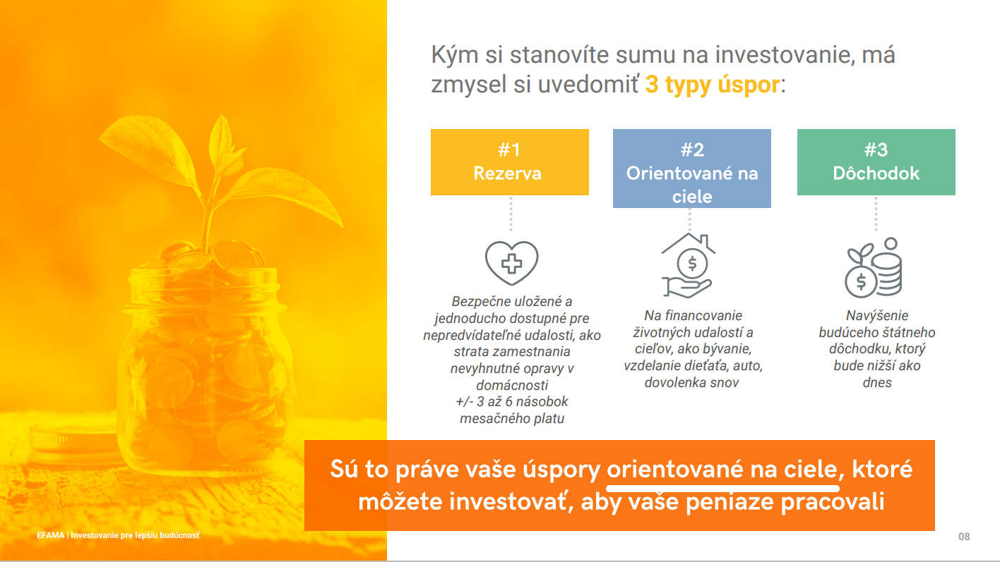 Kým si stanovíte sumu na investovanie, má
zmysel si uvedomiť 3 typy úspor:
#1
Rezerva
Bezpečne uložené a
jednoducho dostupné pre
nepredvídateľné udalosti, ako
strata zamestnania
nevyhnutné opravy v
domácnosti
+/- 3 až 6 násobok
mesačného platu
#2
Orientované na
ciele
$
Na financovanie
životných udalostí a
cieľov, ako bývanie,
vzdelanie dieťaťa, auto,
dovolenka snov
#3
Dôchodok
$
Navýšenie
budúceho štátneho
dôchodku, ktorý
bude nižší ako
dnes
Sú to práve vaše úspory orientované na ciele, ktoré
môžete investovať, aby vaše peniaze pracovali
EFAMA | Investovanie pre lepšiu budúcnosť
08